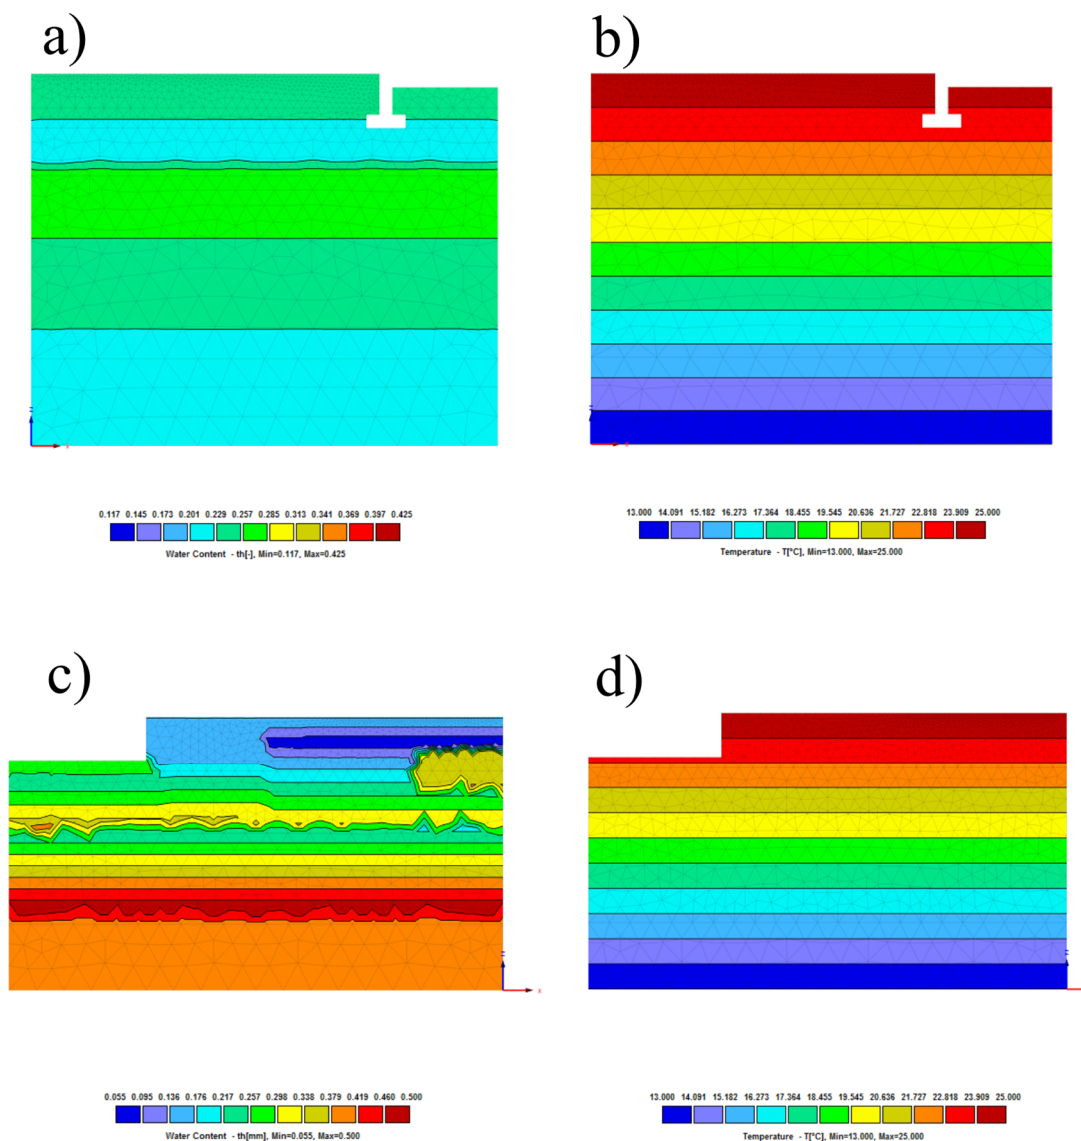 a)
b)
z
x
z
0.117 0.145 0.173 0.201 0.229 0.257 0.285 0.313 0.341 0.369 0.397 0.425
Water Content - th[-], Min=0.117, Max=0.425
13.000 14.091 15.182 16.273 17.364 18.455 19.545 20.636 21.727 22.818 23.909 25.000
Temperature - T[°C], Min=13.000, Max=25.000
c)
d)
z
x
z
0.055 0.095 0.136 0.176 0.217 0.257 0.298 0.338 0.379 0.419 0.460 0.500
Water Content - th[mm], Min=0.055, Max=0.500
13.000 14.091 15.182 16.273 17.364 18.455 19.545 20.636 21.727 22.818 23.909 25.000
Temperature - T[°C], Min=13.000, Max=25.000